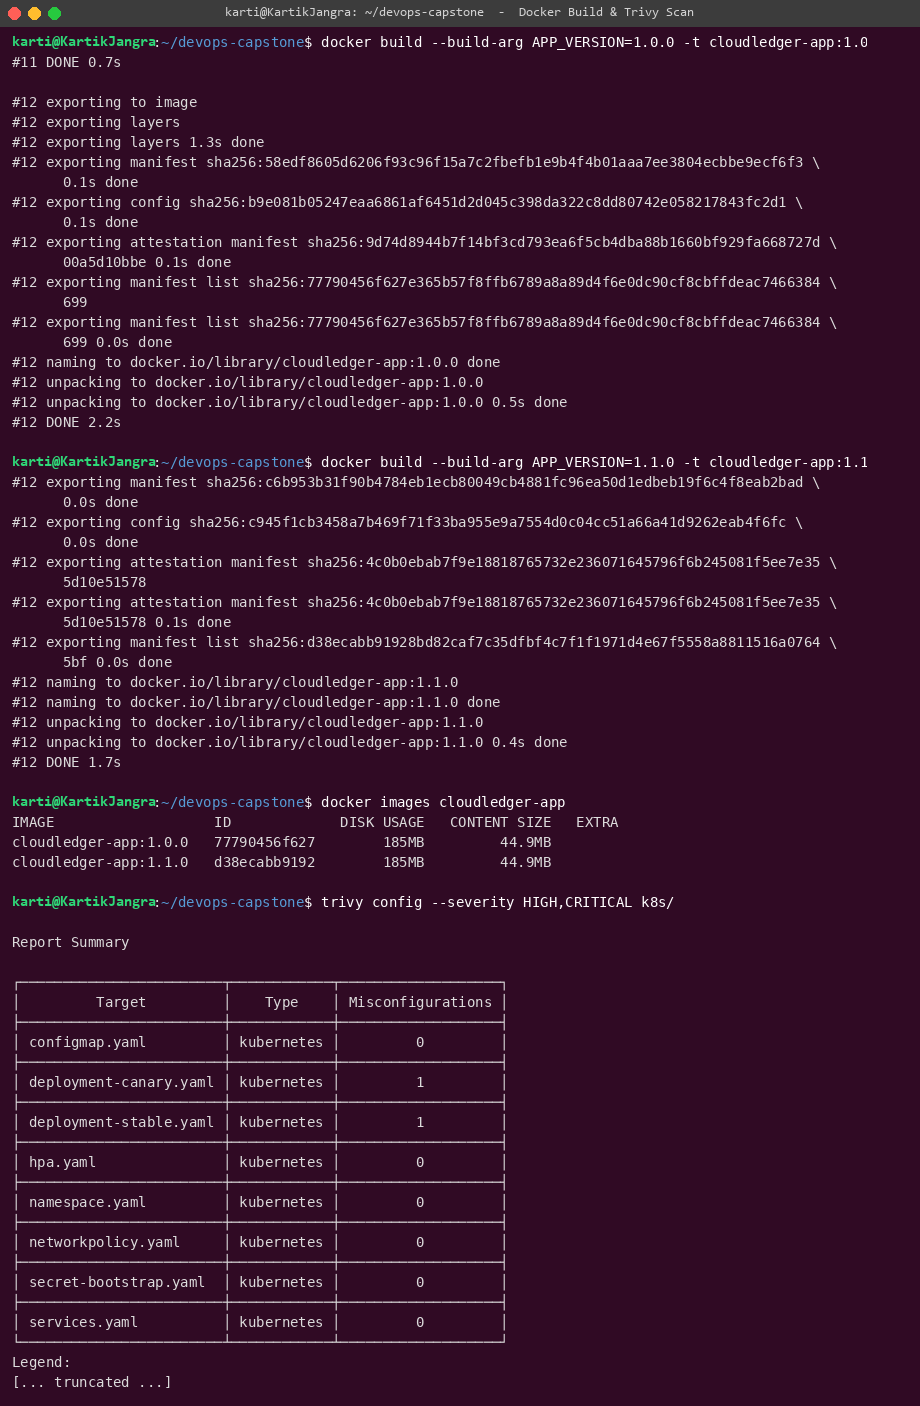 karti@KartikJangra: ~/devops-capstone  -  Docker Build & Trivy Scan
karti@KartikJangra:~/devops-capstone$ docker build --build-arg APP_VERSION=1.0.0 -t cloudledger-app:1.0
#11 DONE 0.7s
#12 exporting to image
#12 exporting layers
#12 exporting layers 1.3s done
#12 exporting manifest sha256:58edf8605d6206f93c96f15a7c2fbefb1e9b4f4b01aaa7ee3804ecbbe9ecf6f3 \
0.1s done
#12 exporting config sha256:b9e081b05247eaa6861af6451d2d045c398da322c8dd80742e058217843fc2d1 \
0.1s done
#12 exporting attestation manifest sha256:9d74d8944b7f14bf3cd793ea6f5cb4dba88b1660bf929fa668727d \
00a5d10bbe 0.1s done
#12 exporting manifest list sha256:77790456f627e365b57f8ffb6789a8a89d4f6e0dc90cf8cbffdeac7466384 \
699
#12 exporting manifest list sha256:77790456f627e365b57f8ffb6789a8a89d4f6e0dc90cf8cbffdeac7466384 \
699 0.0s done
#12 naming to docker.io/library/cloudledger-app:1.0.0 done
#12 unpacking to docker.io/library/cloudledger-app:1.0.0
#12 unpacking to docker.io/library/cloudledger-app:1.0.0 0.5s done
#12 DONE 2.2s
karti@KartikJangra:~/devops-capstone$ docker build --build-arg APP_VERSION=1.1.0 -t cloudledger-app:1.1
#12 exporting manifest sha256:c6b953b31f90b4784eb1ecb80049cb4881fc96ea50d1edbeb19f6c4f8eab2bad \
0.0s done
#12 exporting config sha256:c945f1cb3458a7b469f71f33ba955e9a7554d0c04cc51a66a41d9262eab4f6fc \
0.0s done
#12 exporting attestation manifest sha256:4c0b0ebab7f9e18818765732e236071645796f6b245081f5ee7e35 \
5d10e51578
#12 exporting attestation manifest sha256:4c0b0ebab7f9e18818765732e236071645796f6b245081f5ee7e35 \
5d10e51578 0.1s done
#12 exporting manifest list sha256:d38ecabb91928bd82caf7c35dfbf4c7f1f1971d4e67f5558a8811516a0764 \
5bf 0.0s done
#12 naming to docker.io/library/cloudledger-app:1.1.0
#12 naming to docker.io/library/cloudledger-app:1.1.0 done
#12 unpacking to docker.io/library/cloudledger-app:1.1.0
#12 unpacking to docker.io/library/cloudledger-app:1.1.0 0.4s done
#12 DONE 1.7s
karti@KartikJangra:~/devops-capstone$ docker images cloudledger-app
IMAGE                   ID             DISK USAGE   CONTENT SIZE   EXTRA
cloudledger-app:1.0.0   77790456f627        185MB         44.9MB
cloudledger-app:1.1.0   d38ecabb9192        185MB         44.9MB
karti@KartikJangra:~/devops-capstone$ trivy config --severity HIGH,CRITICAL k8s/
Report Summary
│ Target │ Type │ Misconfigurations │
│ configmap.yaml │ kubernetes │ 0 │
│ deployment-canary.yaml │ kubernetes │ 1 │
│ deployment-stable.yaml │ kubernetes │ 1 │
│ hpa.yaml │ kubernetes │ 0 │
│ namespace.yaml │ kubernetes │ 0 │
│ networkpolicy.yaml │ kubernetes │ 0 │
│ secret-bootstrap.yaml │ kubernetes │ 0 │
│ services.yaml │ kubernetes │ 0 │
Legend:
[... truncated ...]